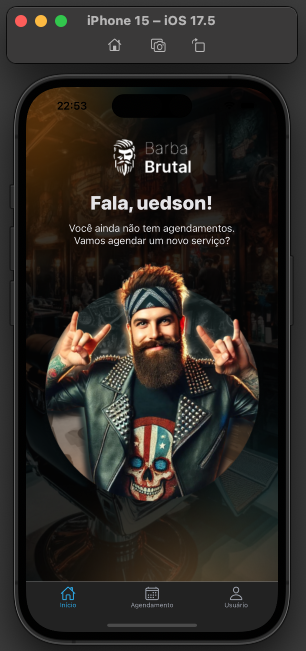 iPhone 15 – iOS 17.5
22:53
Barba
Brutal
Fala, uedson!
Você ainda não tem agendamentos.
Vamos agendar um novo serviço?
Início
Agendamento
Usuário